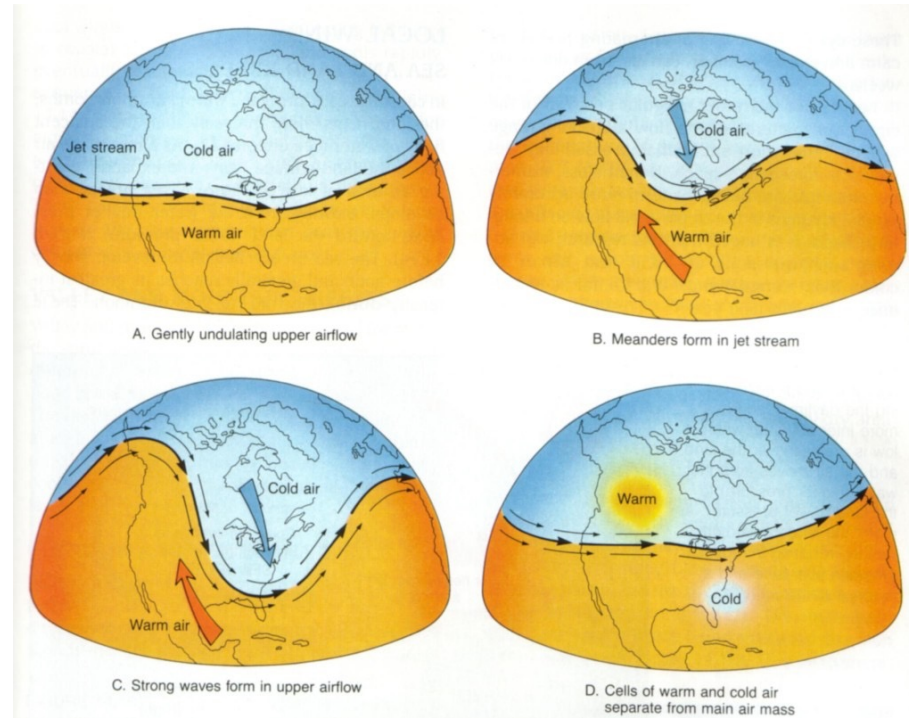 Jet stream
Cold air
Warm air
A. Gently undulating upper airflow
Cold air
Warm air
B. Meanders form in jet stream
Cold air
Warm air
C. Strong waves form in upper airflow
Warm
Cold
D. Cells of warm and cold air
separate from main air mass